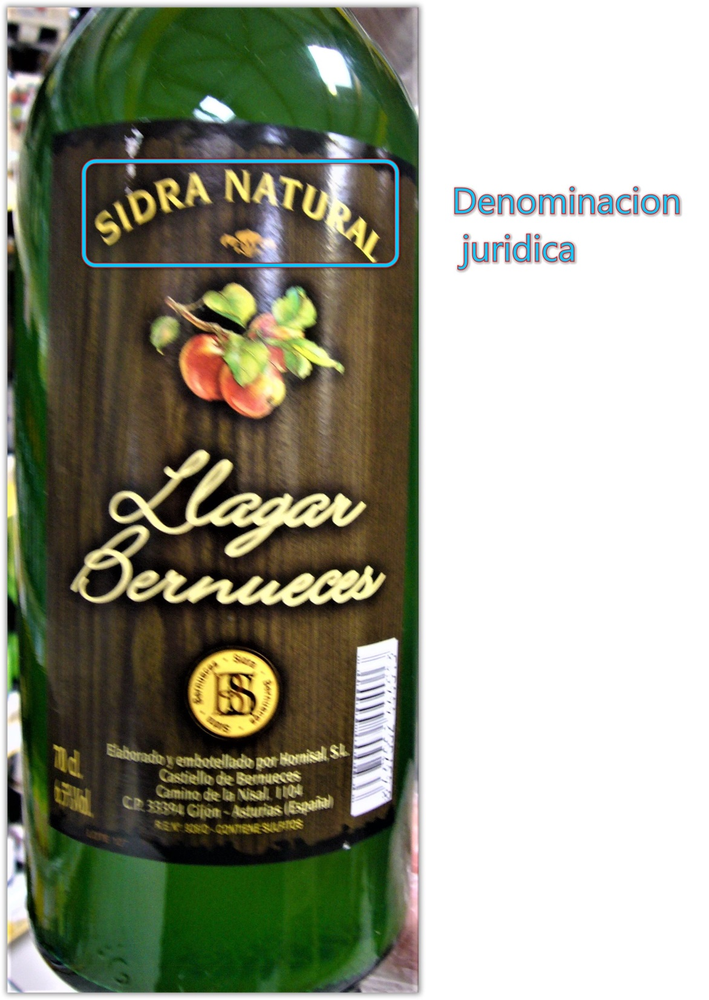 SIDRA NATURAL
Denominacion
juridica
Llagar
Bernueces
BS
70 cl.
Elaborado y embotellado por Hornisal, S.L.
Castiello de Bernueces
Camino de la Nisal, 1104
C.P. 33394 Gijón - Asturias (España)
CONTIENE SULFITOS